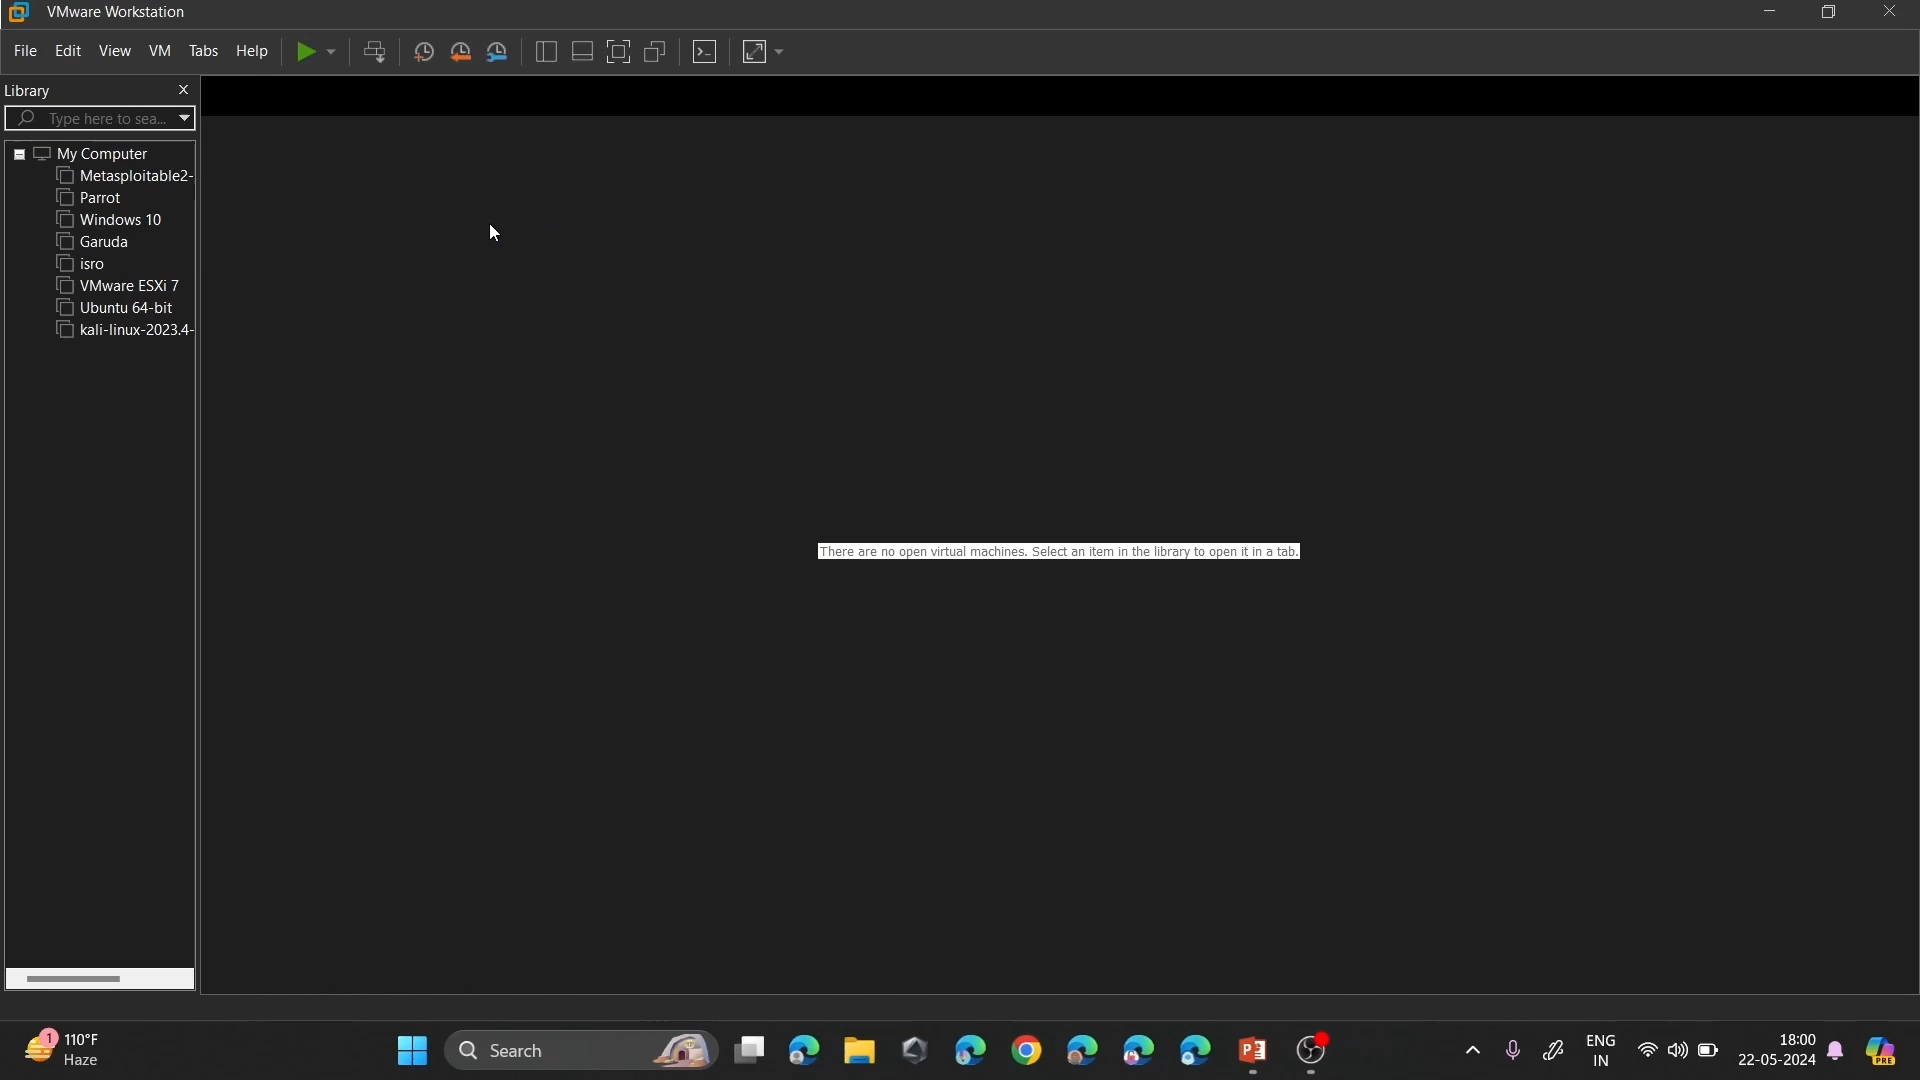 VMware Workstation
File Edit View VM Tabs Help
Library
Type here to sea...
My Computer
Metasploitable2-
Parrot
Windows 10
Garuda
isro
VMware ESXi 7
Ubuntu 64-bit
kali-linux-2023.4-
There are no open virtual machines. Select an item in the library to open it in a tab.
1
110°F
Haze
Search
ENG
IN
18:00
22-05-2024
PRE